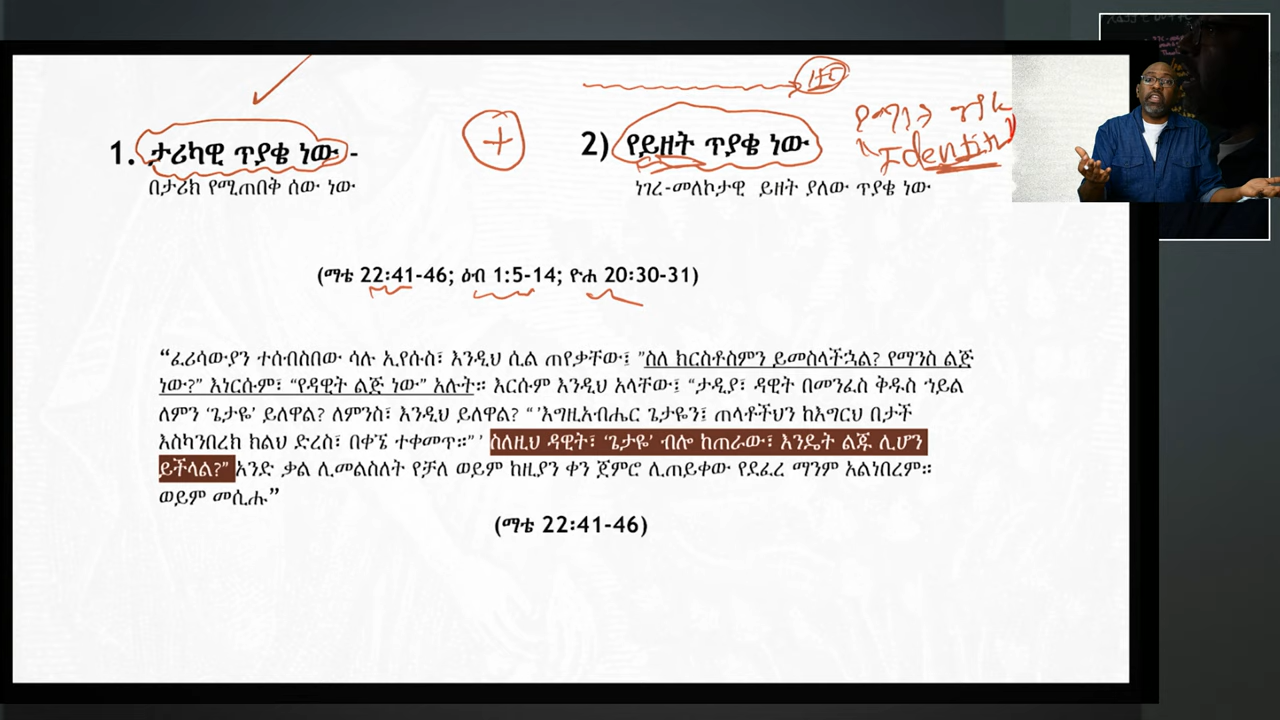 1. ታሪካዊ ጥያቄ ነው -
በታሪክ የሚጠበቅ ሰው ነው
+
2) የይዘት ጥያቄ ነው
ነገረ-መለኮታዊ ይዘት ያለው ጥያቄ ነው
የማንነት ጥያቄ
Identity
(ማቴ 22:41-46; ዕብ 1:5-14; ዮሐ 20:30-31)
“ፈሪሳውያን ተሰብስበው ሳሉ ኢየሱስ፣ እንዲህ ሲል ጠየቃቸው፤ "ስለ ክርስቶስምን ይመስላችኋል? የማንስ ልጅ
ነው?" እነርሱም፣ “የዳዊት ልጅ ነው” አሉት። እርሱም እንዲህ አላቸው፤ “ታዲያ፣ ዳዊት በመንፈስ ቅዱስ ኀይል
ለምን ‘ጌታዬ’ ይለዋል? ለምንስ፣ እንዲህ ይለዋል? “ ’እግዚአብሔር ጌታዬን፤ ጠላቶችህን ከእግርህ በታች
እስካንበረክ ክልህ ድረስ፣ በቀኜ ተቀመጥ።” ’ ስለዚህ ዳዊት፣ ‘ጌታዬ’ ብሎ ከጠራው፣ እንዴት ልጁ ሊሆን
ይችላል?” አንድ ቃል ሊመልስለት የቻለ ወይም ከዚያን ቀን ጀምሮ ሊጠይቀው የደፈረ ማንም አልነበረም።
ወይም መሲሑ”
(ማቴ 22:41-46)